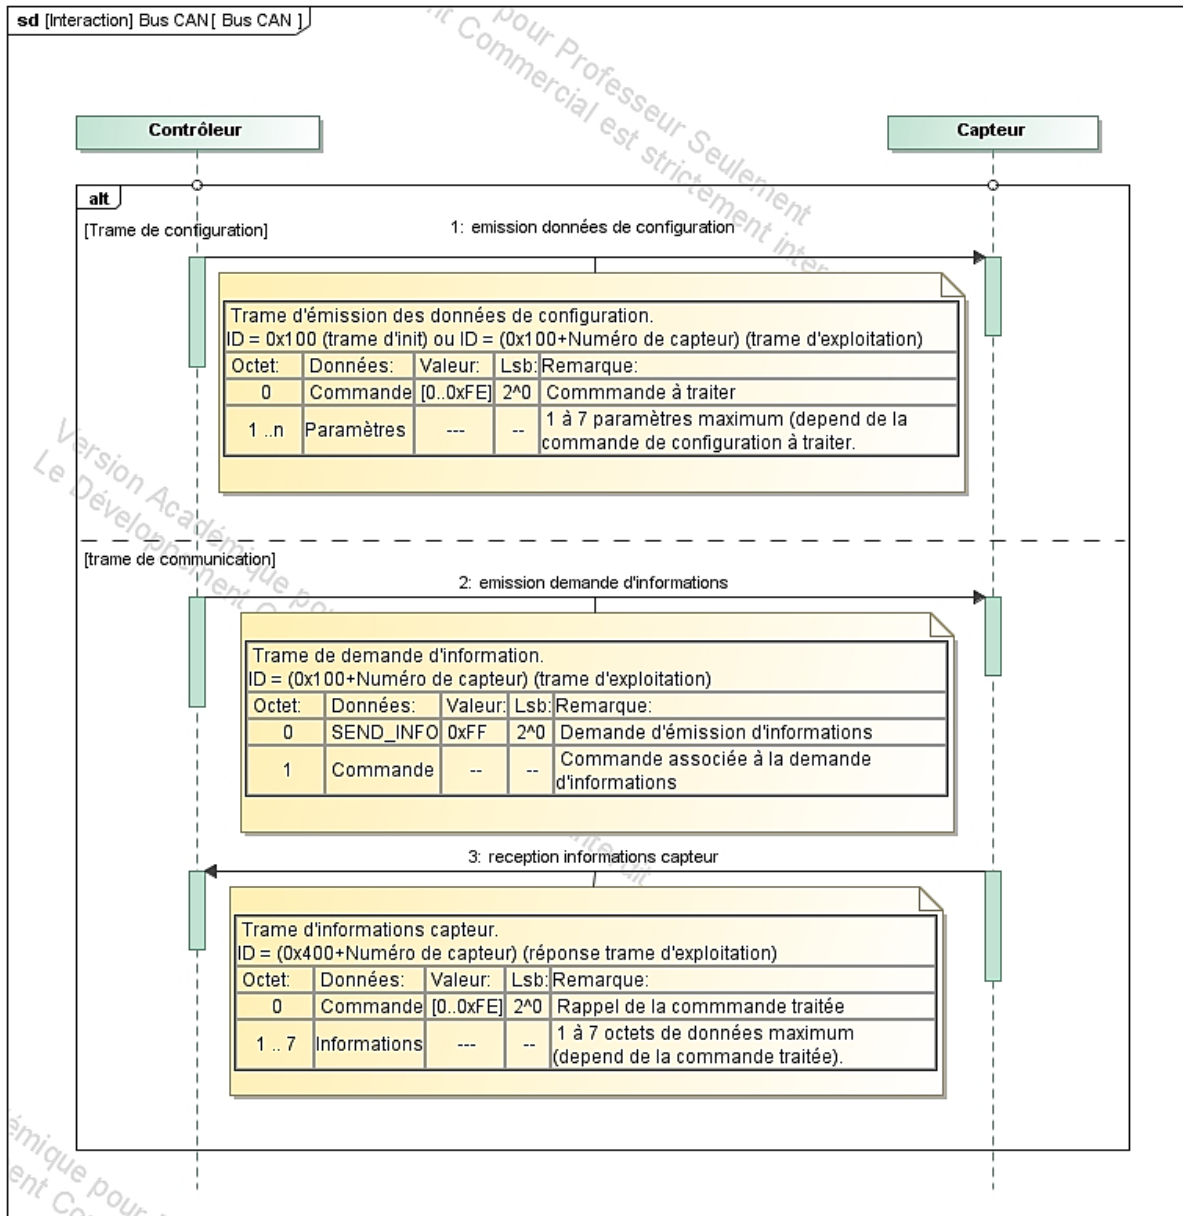 sd [Interaction] Bus CAN[ Bus CAN ]
pour Professeur Seulement
Commercial est strictement inter
Contrôleur
Capteur
alt
[Trame de configuration]
1: emission données de configuration
Trame d'émission des données de configuration.
ID = 0x100 (trame d'init) ou ID = (0x100+Numéro de capteur) (trame d'exploitation)
Octet: Données: Valeur: Lsb: Remarque:
0 Commande [0..0xFE] 2^0 Commmande à traiter
1 ..n Paramètres --- -- 1 à 7 paramètres maximum (depend de la
commande de configuration à traiter.
Version Académique pour
Le Développement
[trame de communication]
2: emission demande d'informations
Trame de demande d'information.
ID = (0x100+Numéro de capteur) (trame d'exploitation)
Octet: Données: Valeur: Lsb: Remarque:
0 SEND_INFO 0xFF 2^0 Demande d'émission d'informations
1 Commande -- -- Commande associée à la demande
d'informations
interdit
3: reception informations capteur
Trame d'informations capteur.
ID = (0x400+Numéro de capteur) (réponse trame d'exploitation)
Octet: Données: Valeur: Lsb: Remarque:
0 Commande [0..0xFE] 2^0 Rappel de la commmande traitée
1 .. 7 Informations --- -- 1 à 7 octets de données maximum
(depend de la commande traitée).
émique pour